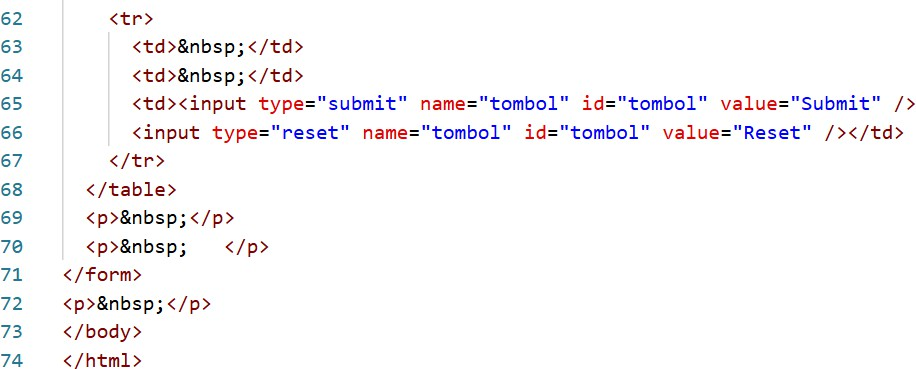 62 <tr>
63 <td>&nbsp;</td>
64 <td>&nbsp;</td>
65 <td><input type="submit" name="tombol" id="tombol" value="Submit" />
66 <input type="reset" name="tombol" id="tombol" value="Reset" /></td>
67 </tr>
68 </table>
69 <p>&nbsp;</p>
70 <p>&nbsp;   </p>
71 </form>
72 <p>&nbsp;</p>
73 </body>
74 </html>